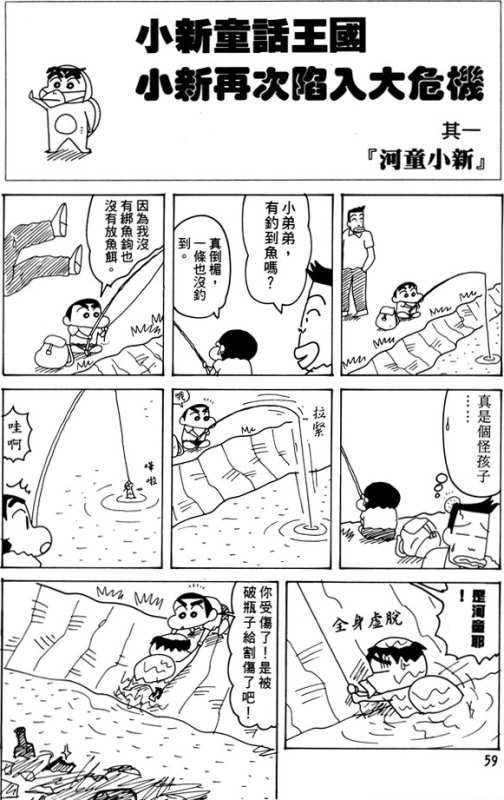 小新童話王國
小新再次陷入大危機
其一
『河童小新』
小弟弟，
有釣到魚嗎？
真倒楣，
一條也沒釣
到。
因為我沒
有綁魚鉤也
沒有放魚餌。
真是個怪孩子
……
拉緊
嘩啦
哇啊
是河童耶
！
全身虛脫
你受傷了！是被
破瓶子給割傷了吧！
59